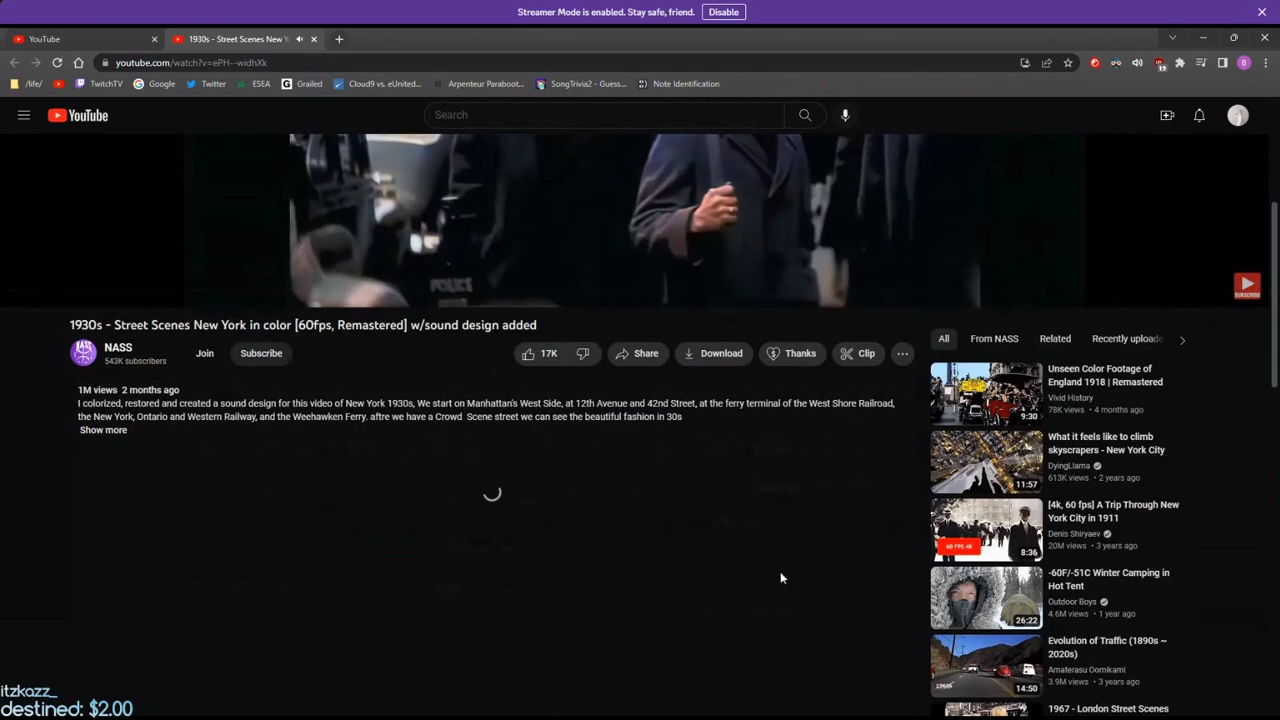 Streamer Mode is enabled. Stay safe, friend. Disable
YouTube
1930s - Street Scenes New Y
youtube.com/watch?v=ePH--widhXk
/life/
TwitchTV
Google
Twitter
ESEA
Grailed
Cloud9 vs. eUnited...
Arpenteur Paraboot...
SongTrivia2 - Gues...
Note Identification
19
B
YouTube
Search
POLICE
SUBSCRIBE
1930s - Street Scenes New York in color [60fps, Remastered] w/sound design added
NASS
543K subscribers
Join
Subscribe
17K
Share
Download
Thanks
Clip
1M views 2 months ago
I colorized, restored and created a sound design for this video of New York 1930s, We start on Manhattan's West Side, at 12th Avenue and 42nd Street, at the ferry terminal of the West Shore Railroad,
the New York, Ontario and Western Railway, and the Weehawken Ferry. aftre we have a Crowd Scene street we can see the beautiful fashion in 30s
Show more
All
From NASS
Related
Recently uploade
Unseen Color Footage of
England 1918 | Remastered
Vivid History
78K views • 4 months ago
9:30
What it feels like to climb
skyscrapers - New York City
DyingLlama
613K views • 2 years ago
11:57
[4k, 60 fps] A Trip Through New
York City in 1911
Denis Shiryaev
20M views • 3 years ago
60 FPS 4K
8:36
-60F/-51C Winter Camping in
Hot Tent
Outdoor Boys
4.6M views • 1 year ago
26:22
Evolution of Traffic (1890s ~
2020s)
Amaterasu Oomikami
3.9M views • 3 years ago
14:50
1967 - London Street Scenes
itzkazz_
destined: $2.00